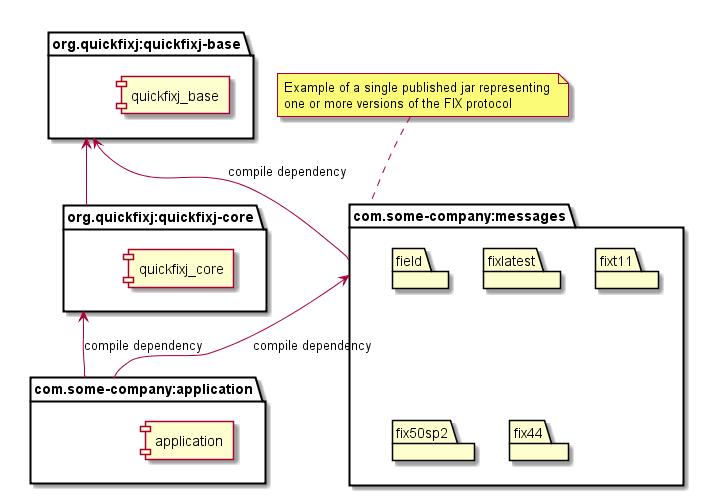 org.quickfixj:quickfixj-base
quickfixj_base
Example of a single published jar representing
one or more versions of the FIX protocol
compile dependency
org.quickfixj:quickfixj-core
quickfixj_core
com.some-company:messages
field
fixlatest
fixt11
compile dependency
compile dependency
com.some-company:application
application
fix50sp2
fix44